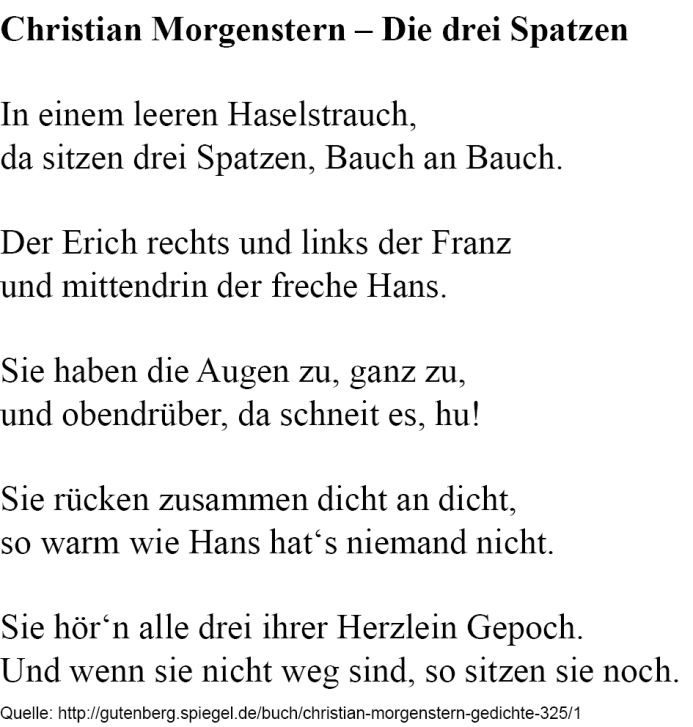 Christian Morgenstern – Die drei Spatzen
In einem leeren Haselstrauch,
da sitzen drei Spatzen, Bauch an Bauch.
Der Erich rechts und links der Franz
und mittendrin der freche Hans.
Sie haben die Augen zu, ganz zu,
und obendrüber, da schneit es, hu!
Sie rücken zusammen dicht an dicht,
so warm wie Hans hat‘s niemand nicht.
Sie hör‘n alle drei ihrer Herzlein Gepoch.
Und wenn sie nicht weg sind, so sitzen sie noch.
Quelle: http://gutenberg.spiegel.de/buch/christian-morgenstern-gedichte-325/1